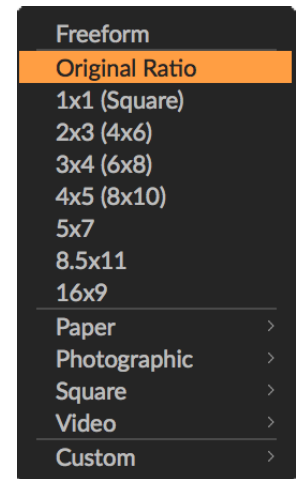 Freeform
Original Ratio
1x1 (Square)
2x3 (4x6)
3x4 (6x8)
4x5 (8x10)
5x7
8.5x11
16x9
Paper
Photographic
Square
Video
Custom